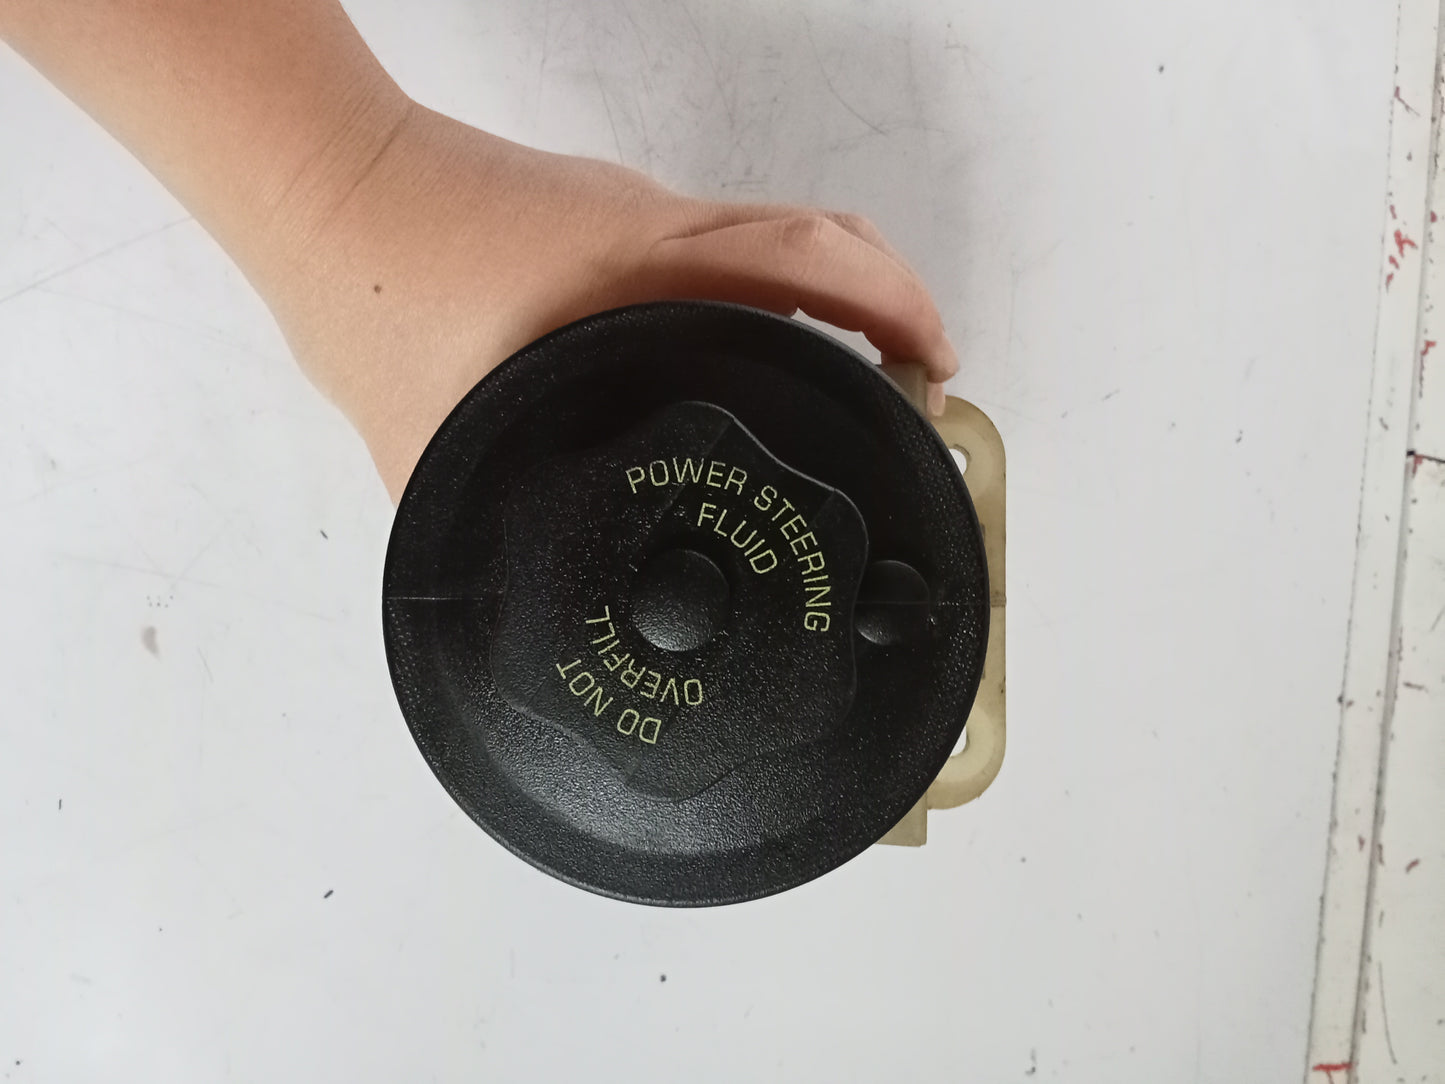 POWER STEERING
FLUID
DO NOT
OVERFILL